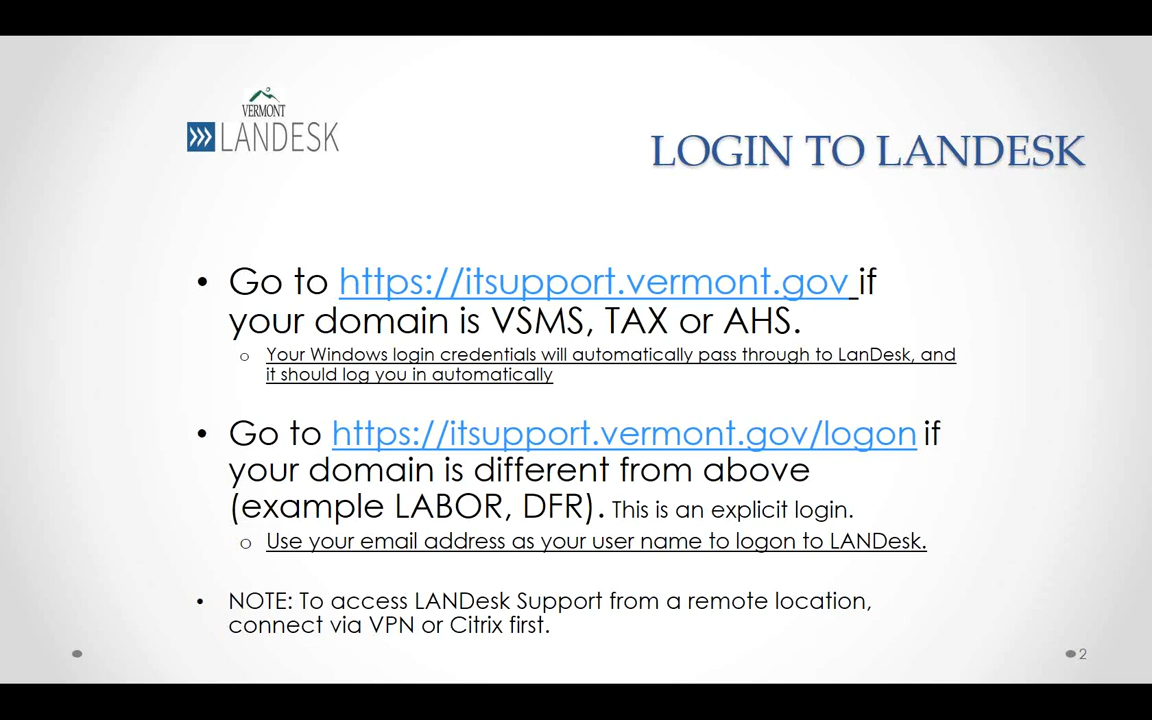 VERMONT
LANDESK
LOGIN TO LANDESK
• Go to https://itsupport.vermont.gov if
your domain is VSMS, TAX or AHS.
o Your Windows login credentials will automatically pass through to LanDesk, and
it should log you in automatically
• Go to https://itsupport.vermont.gov/logon if
your domain is different from above
(example LABOR, DFR). This is an explicit login.
o Use your email address as your user name to logon to LANDesk.
• NOTE: To access LANDesk Support from a remote location,
connect via VPN or Citrix first.
2